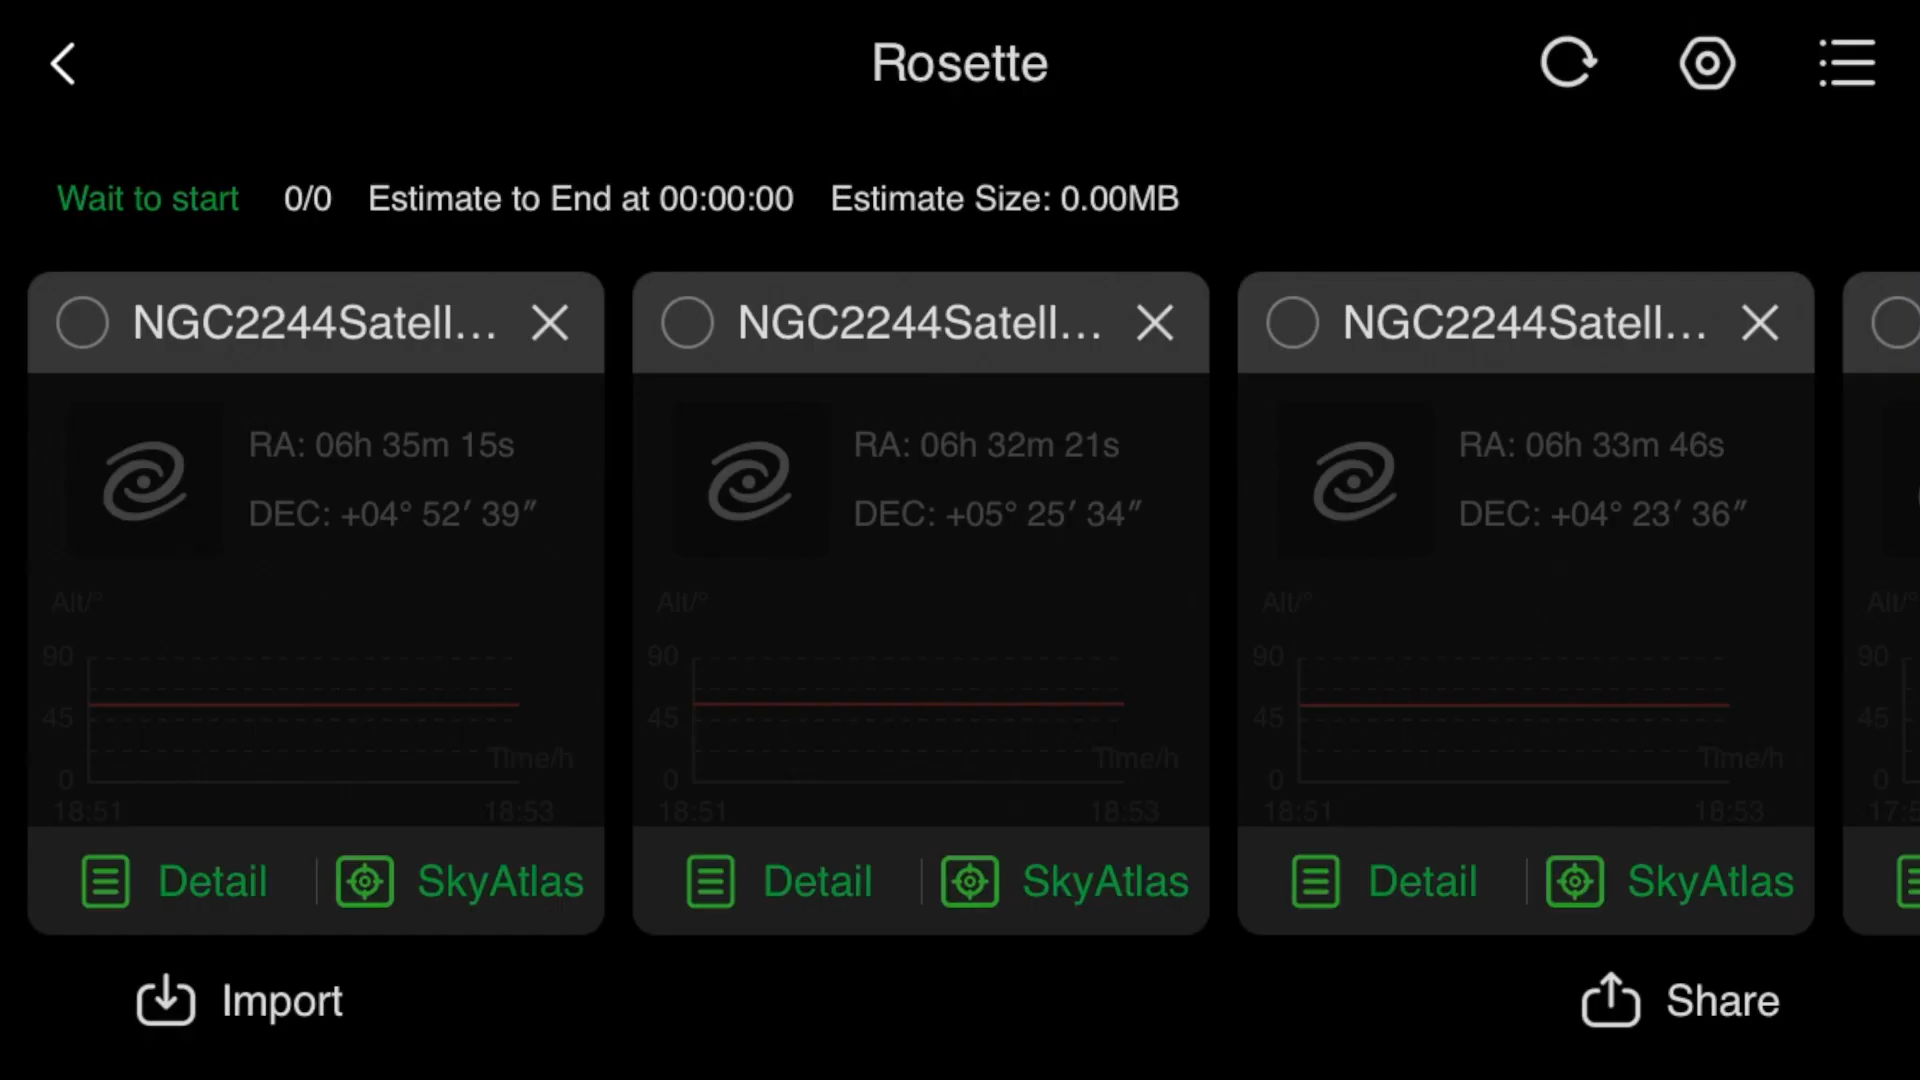 Rosette
Wait to start 0/0 Estimate to End at 00:00:00 Estimate Size: 0.00MB
NGC2244Satell...
RA: 06h 35m 15s
DEC: +04° 52′ 39″
Alt/°
90
45
0
Time/h
18:51 18:53
Detail SkyAtlas
NGC2244Satell...
RA: 06h 32m 21s
DEC: +05° 25′ 34″
Alt/°
90
45
0
Time/h
18:51 18:53
Detail SkyAtlas
NGC2244Satell...
RA: 06h 33m 46s
DEC: +04° 23′ 36″
Alt/°
90
45
0
Time/h
18:51 18:53
Detail SkyAtlas
Alt/°
90
45
0
Import
Share